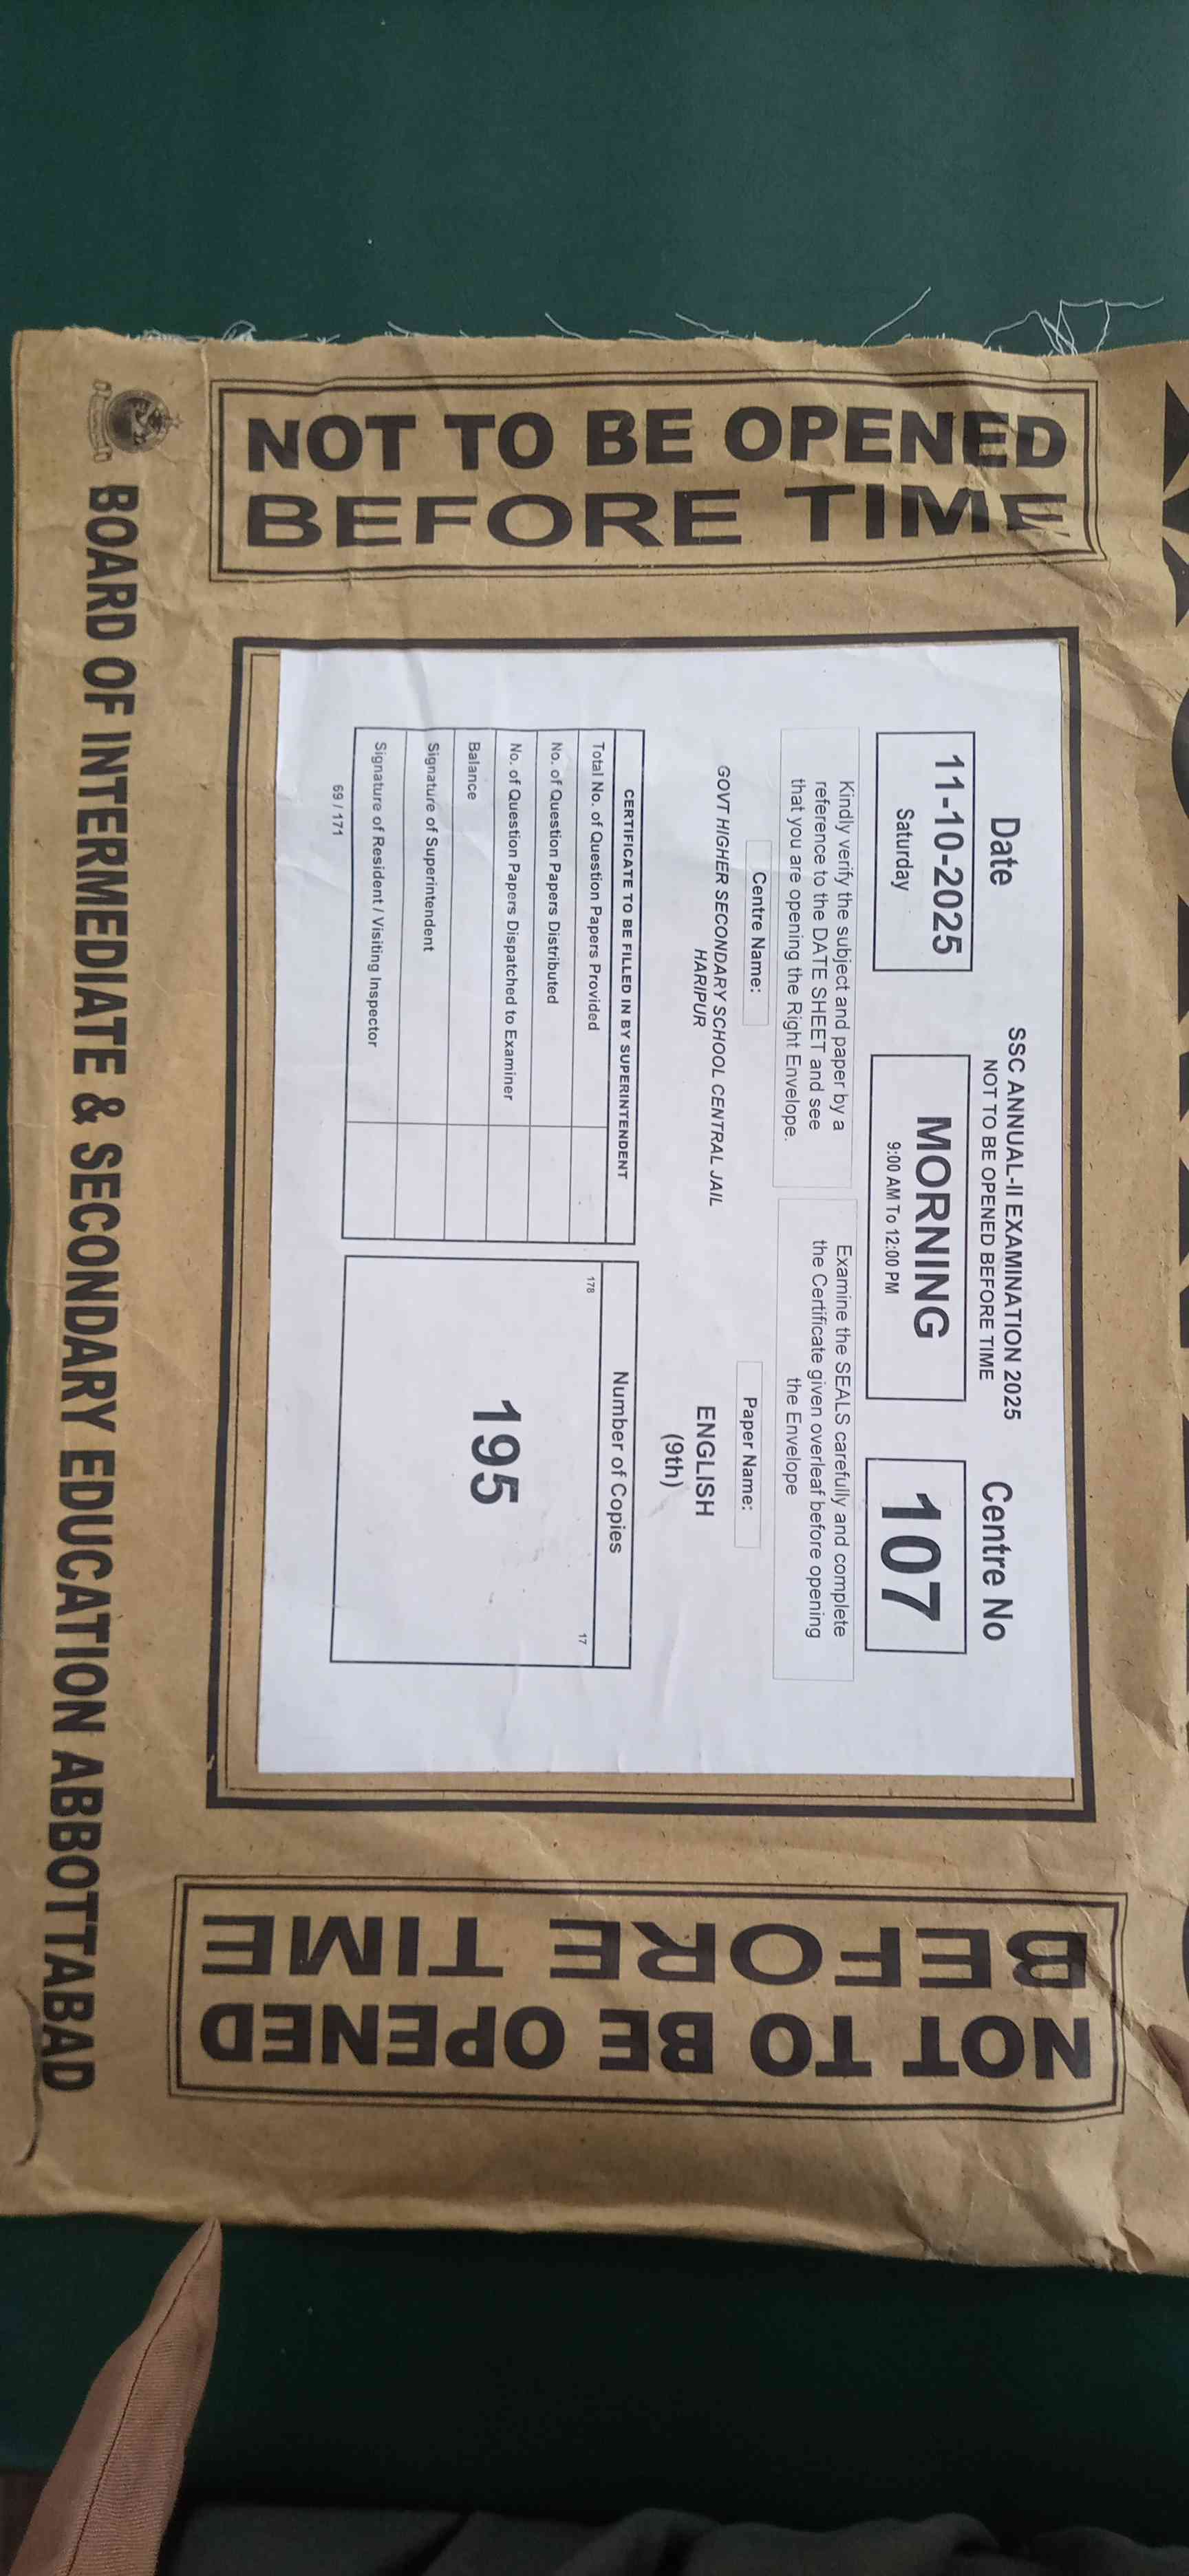 NOT TO BE OPENED
BEFORE TIME
SSC ANNUAL-II EXAMINATION 2025
NOT TO BE OPENED BEFORE TIME
Date
11-10-2025
Saturday
MORNING
9:00 AM To 12:00 PM
Centre No
107
Kindly verify the subject and paper by a
reference to the DATE SHEET and see
that you are opening the Right Envelope.
Examine the SEALS carefully and complete
the Certificate given overleaf before opening
the Envelope
Centre Name:
GOVT HIGHER SECONDARY SCHOOL CENTRAL JAIL
HARIPUR
Paper Name:
ENGLISH
(9th)
CERTIFICATE TO BE FILLED IN BY SUPERINTENDENT
Total No. of Question Papers Provided
No. of Question Papers Distributed
No. of Question Papers Dispatched to Examiner
Balance
Signature of Superintendent
Signature of Resident / Visiting Inspector
69 / 171
Number of Copies
178
17
195
NOT TO BE OPENED
BEFORE TIME
BOARD OF INTERMEDIATE & SECONDARY EDUCATION ABBOTTABAD